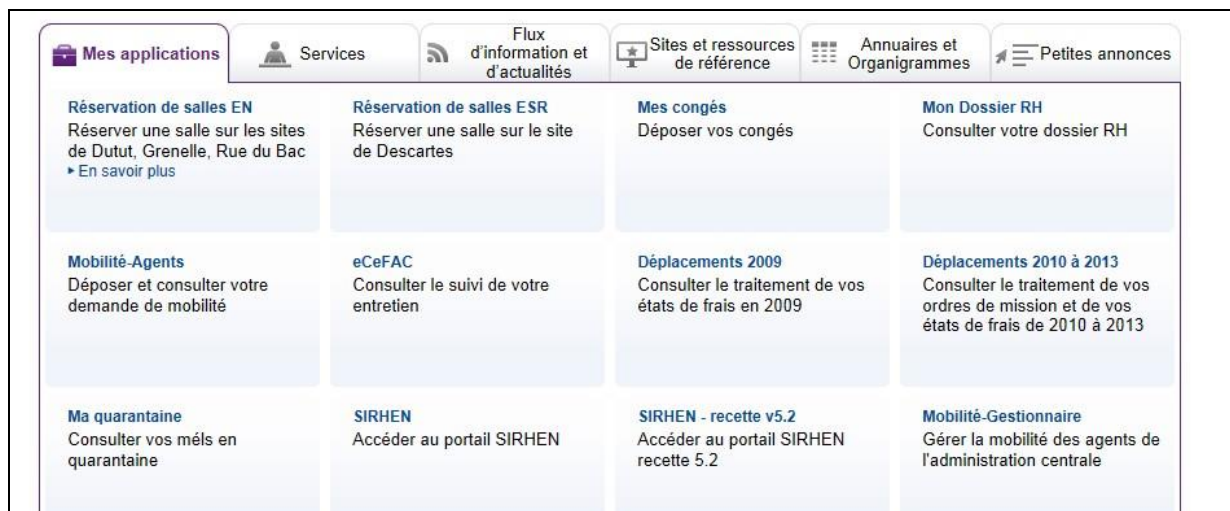 Mes applications
Services
Flux
d'information et
d'actualités
Sites et ressources
de référence
Annuaires et
Organigrammes
Petites annonces
Réservation de salles EN
Réserver une salle sur les sites
de Dutut, Grenelle, Rue du Bac
En savoir plus
Réservation de salles ESR
Réserver une salle sur le site
de Descartes
Mes congés
Déposer vos congés
Mon Dossier RH
Consulter votre dossier RH
Mobilité-Agents
Déposer et consulter votre
demande de mobilité
eCeFAC
Consulter le suivi de votre
entretien
Déplacements 2009
Consulter le traitement de vos
états de frais en 2009
Déplacements 2010 à 2013
Consulter le traitement de vos
ordres de mission et de vos
états de frais de 2010 à 2013
Ma quarantaine
Consulter vos méls en
quarantaine
SIRHEN
Accéder au portail SIRHEN
SIRHEN - recette v5.2
Accéder au portail SIRHEN
recette 5.2
Mobilité-Gestionnaire
Gérer la mobilité des agents de
l'administration centrale